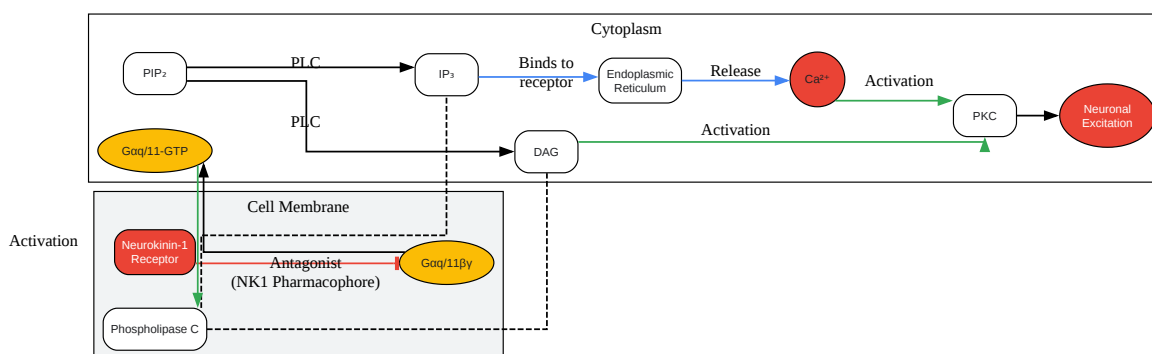 Cytoplasm
PIP₂
PLC
IP₃
Binds to
receptor
Endoplasmic
Reticulum
Release
Ca²⁺
Activation
PKC
Neuronal
Excitation
PLC
Gαq/11-GTP
DAG
Activation
Cell Membrane
Activation
Neurokinin-1
Receptor
Antagonist
(NK1 Pharmacophore)
Gαq/11βγ
Phospholipase C